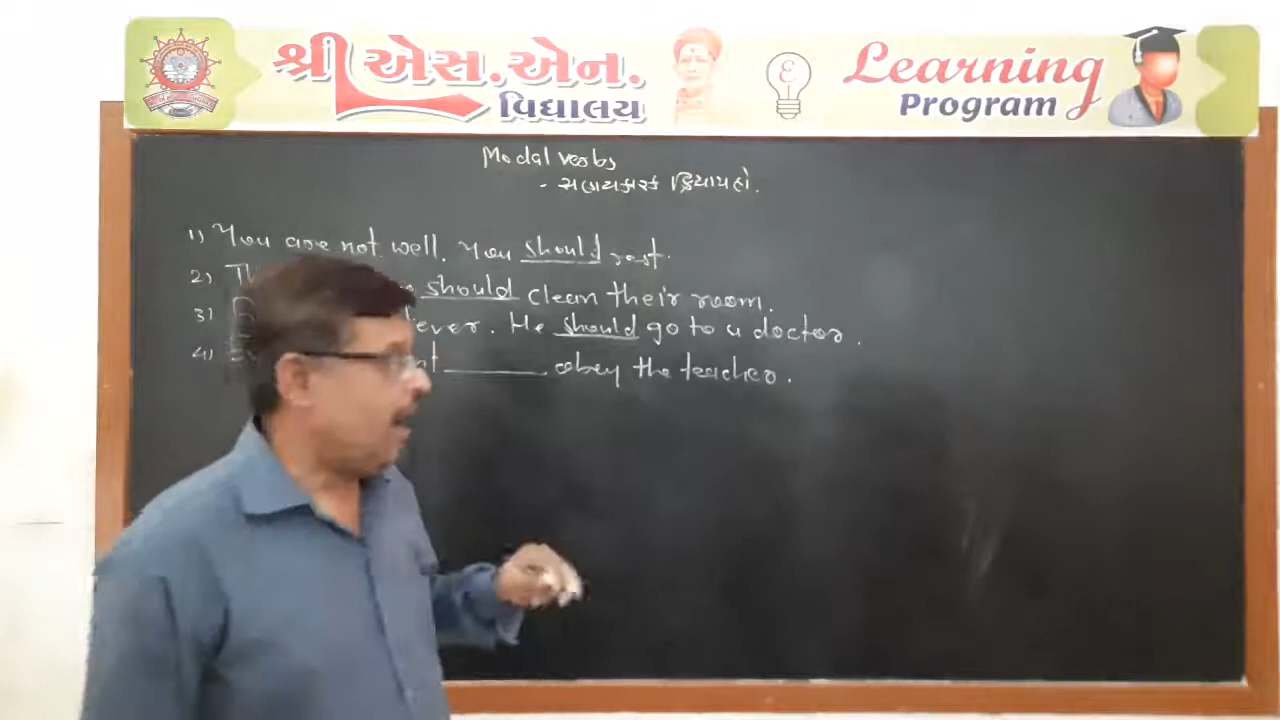 શ્રી એસ.એન.
વિદ્યાલય
Learning
Program
Modal verbs
- સહાયકારક ક્રિયાપદો.
1) You are not well. You should rest.
2) should clean their room.
3) He should go to a doctor.
4) ______ obey the teacher.